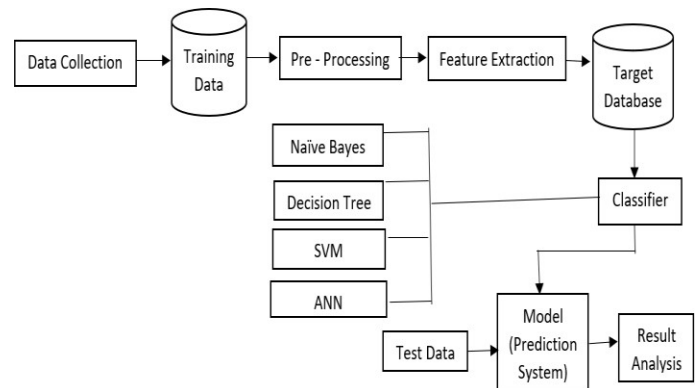 Data Collection
Training
Data
Pre - Processing
Feature Extraction
Target
Database
Naïve Bayes
Decision Tree
SVM
ANN
Classifier
Test Data
Model
(Prediction
System)
Result
Analysis